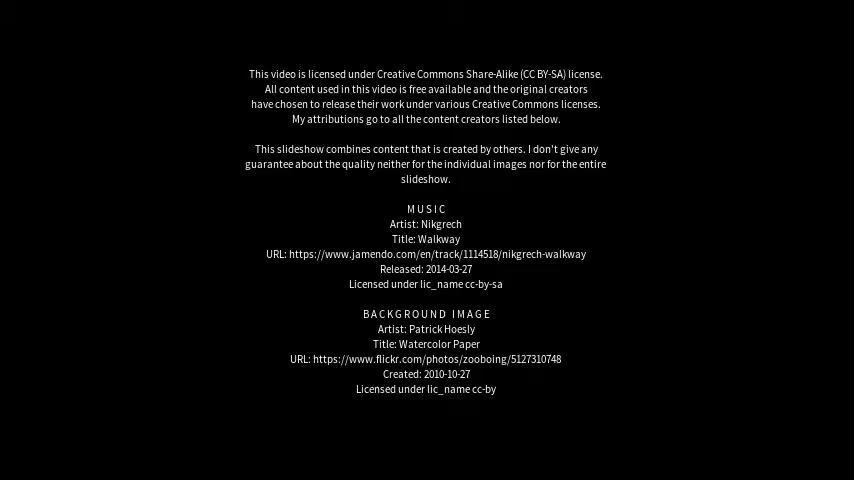 This video is licensed under Creative Commons Share-Alike (CC BY-SA) license.
All content used in this video is free available and the original creators
have chosen to release their work under various Creative Commons licenses.
My attributions go to all the content creators listed below.
This slideshow combines content that is created by others. I don't give any
guarantee about the quality neither for the individual images nor for the entire
slideshow.
MUSIC
Artist: Nikgrech
Title: Walkway
URL: https://www.jamendo.com/en/track/1114518/nikgrech-walkway
Released: 2014-03-27
Licensed under lic_name cc-by-sa
BACKGROUND IMAGE
Artist: Patrick Hoesly
Title: Watercolor Paper
URL: https://www.flickr.com/photos/zooboing/5127310748
Created: 2010-10-27
Licensed under lic_name cc-by